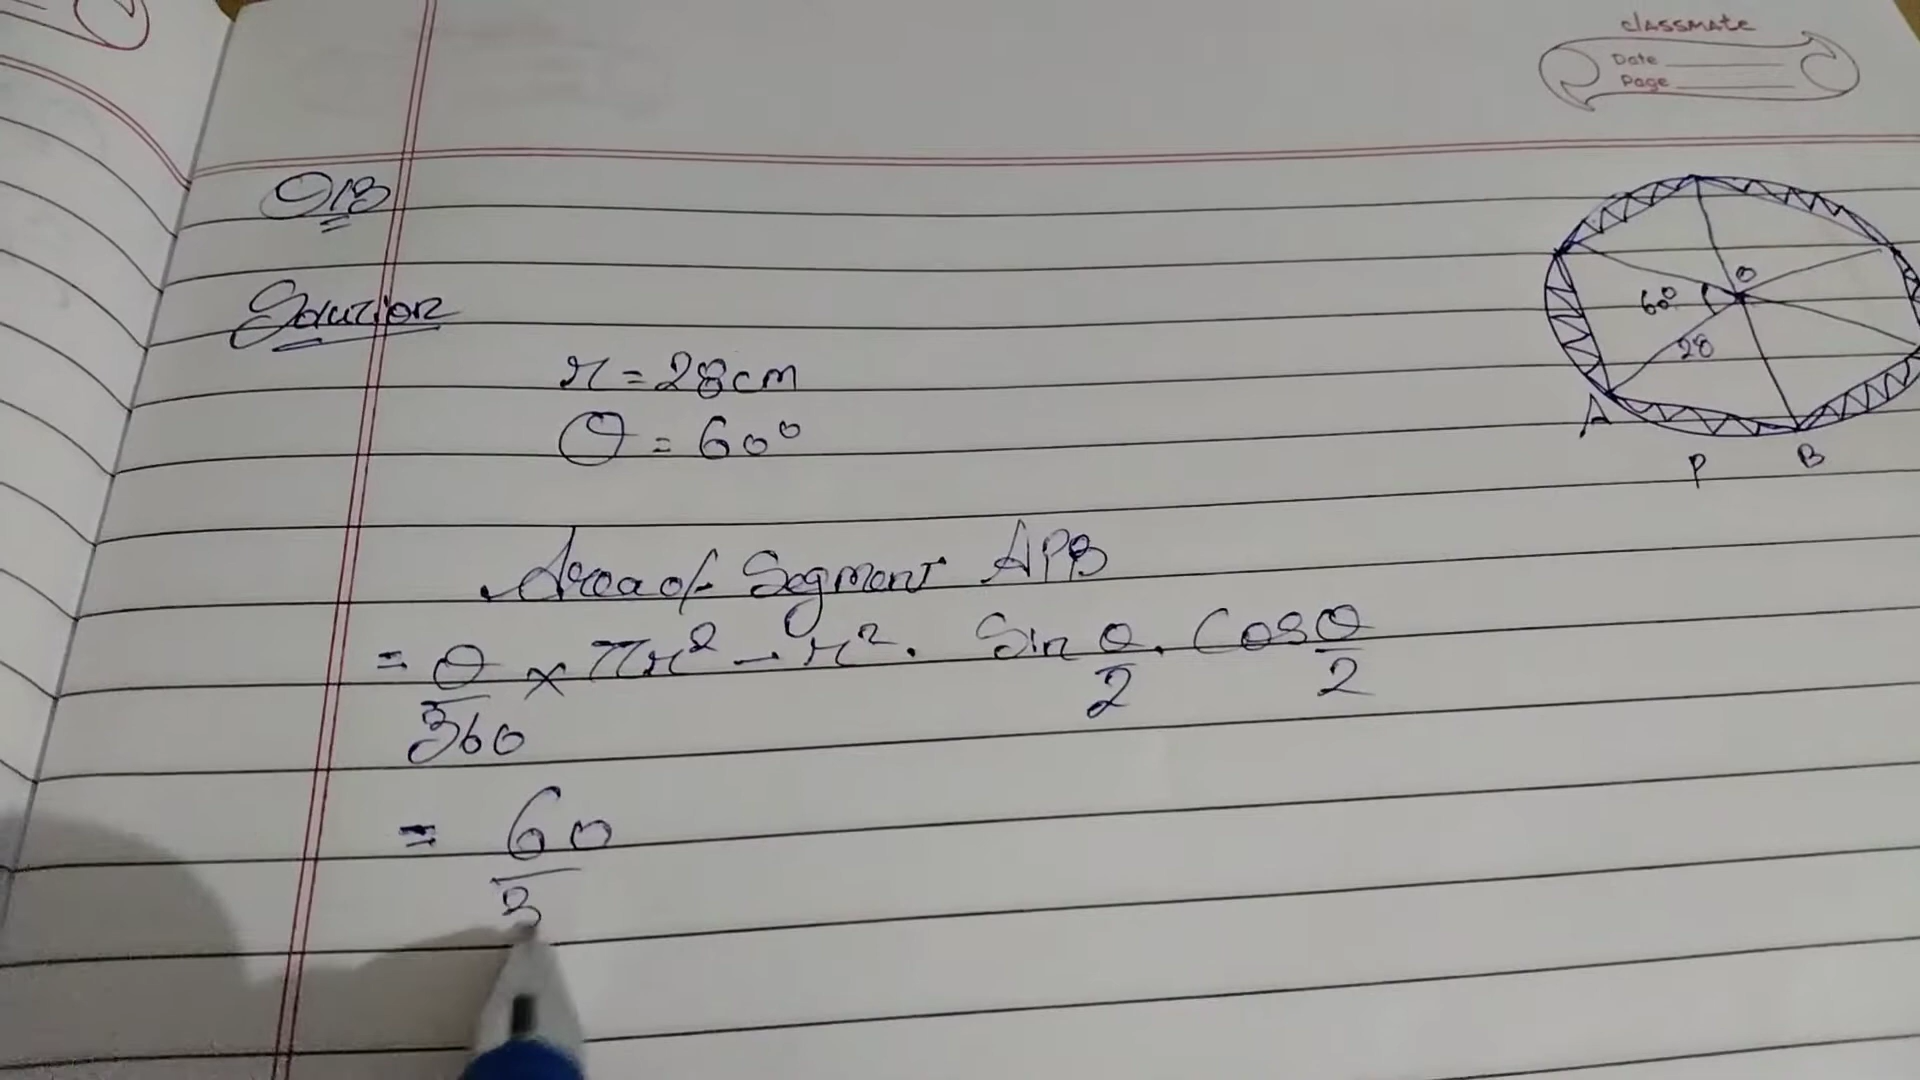 classmate
Date
Page
Q13
Solution
r = 28cm
θ = 60°
Area of Segment APB
= θ/360 × πr² - r². Sin θ/2 . Cos θ/2
= 60/3
O
60°
28
A
P
B